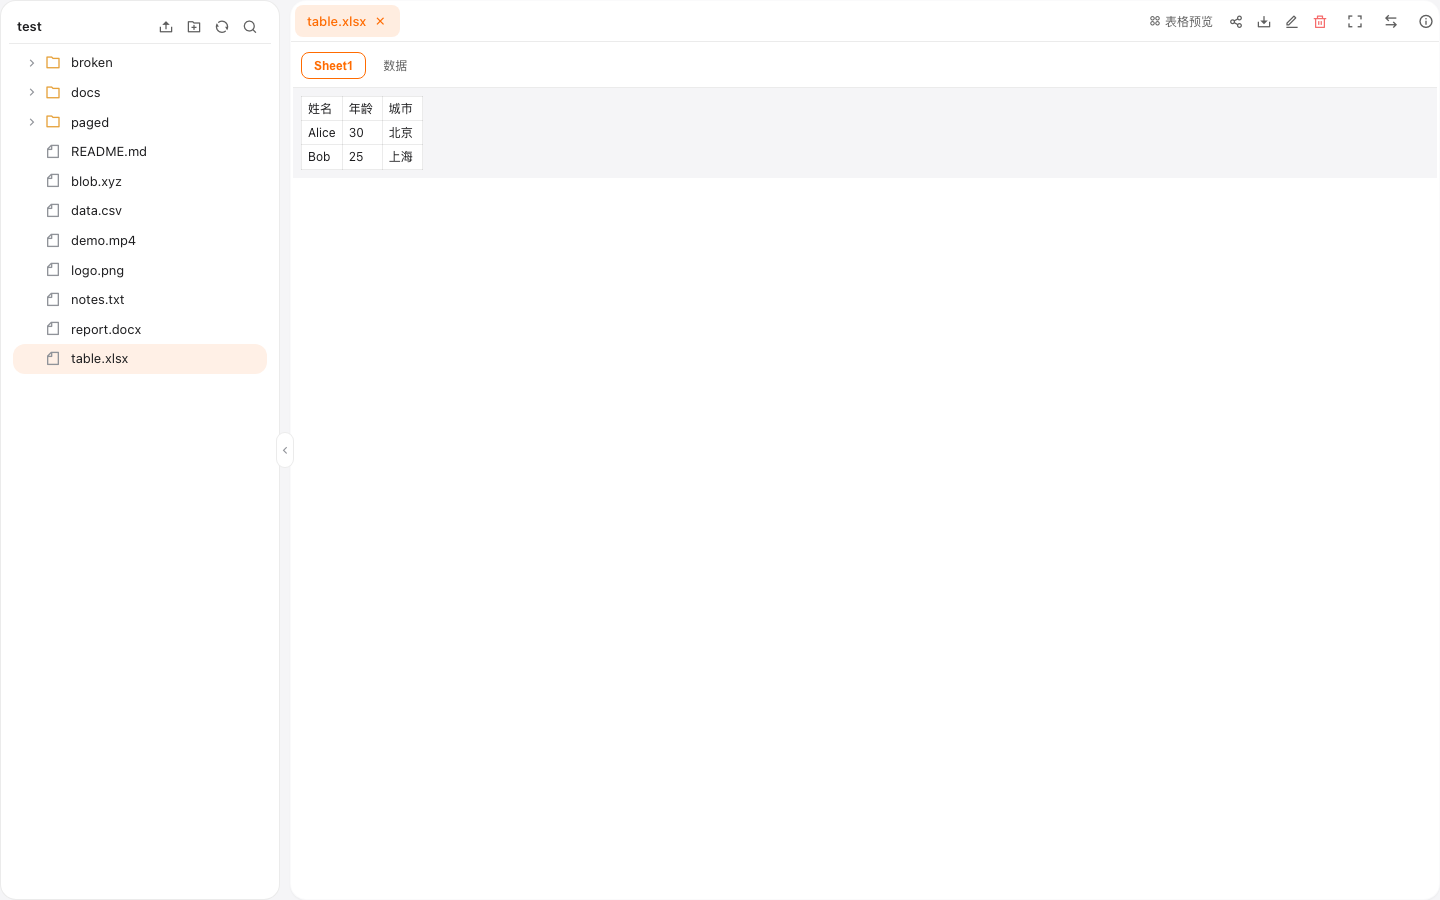 test
broken
docs
paged
README.md
blob.xyz
data.csv
demo.mp4
logo.png
notes.txt
report.docx
table.xlsx
table.xlsx
表格预览
Sheet1 数据
姓名 年龄 城市
Alice 30 北京
Bob 25 上海